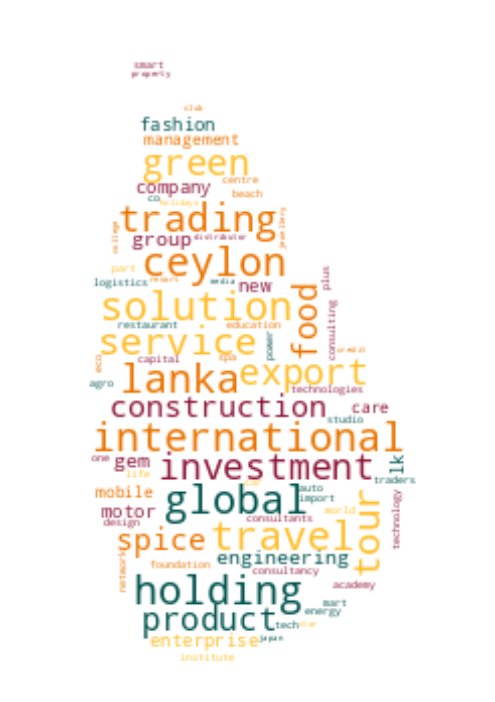 smart
property
club
fashion
management
green
centre
company
beach
co
holidays
trading
college
jewellery
group
distributor
ceylon
part
logistics
resort
media
new
plus
solution
food
restaurant
education
consulting
service
power
credit
capital
spa
eco
agro
lanka
export
technologies
construction
care
studio
international
one
gem
investment
lk
life
traders
mobile
global
auto
import
motor
design
consultants
world
technology
spice
travel
tour
engineering
network
foundation
consultancy
holding
academy
mart
energy
product
tech
star
enterprise
japan
institute